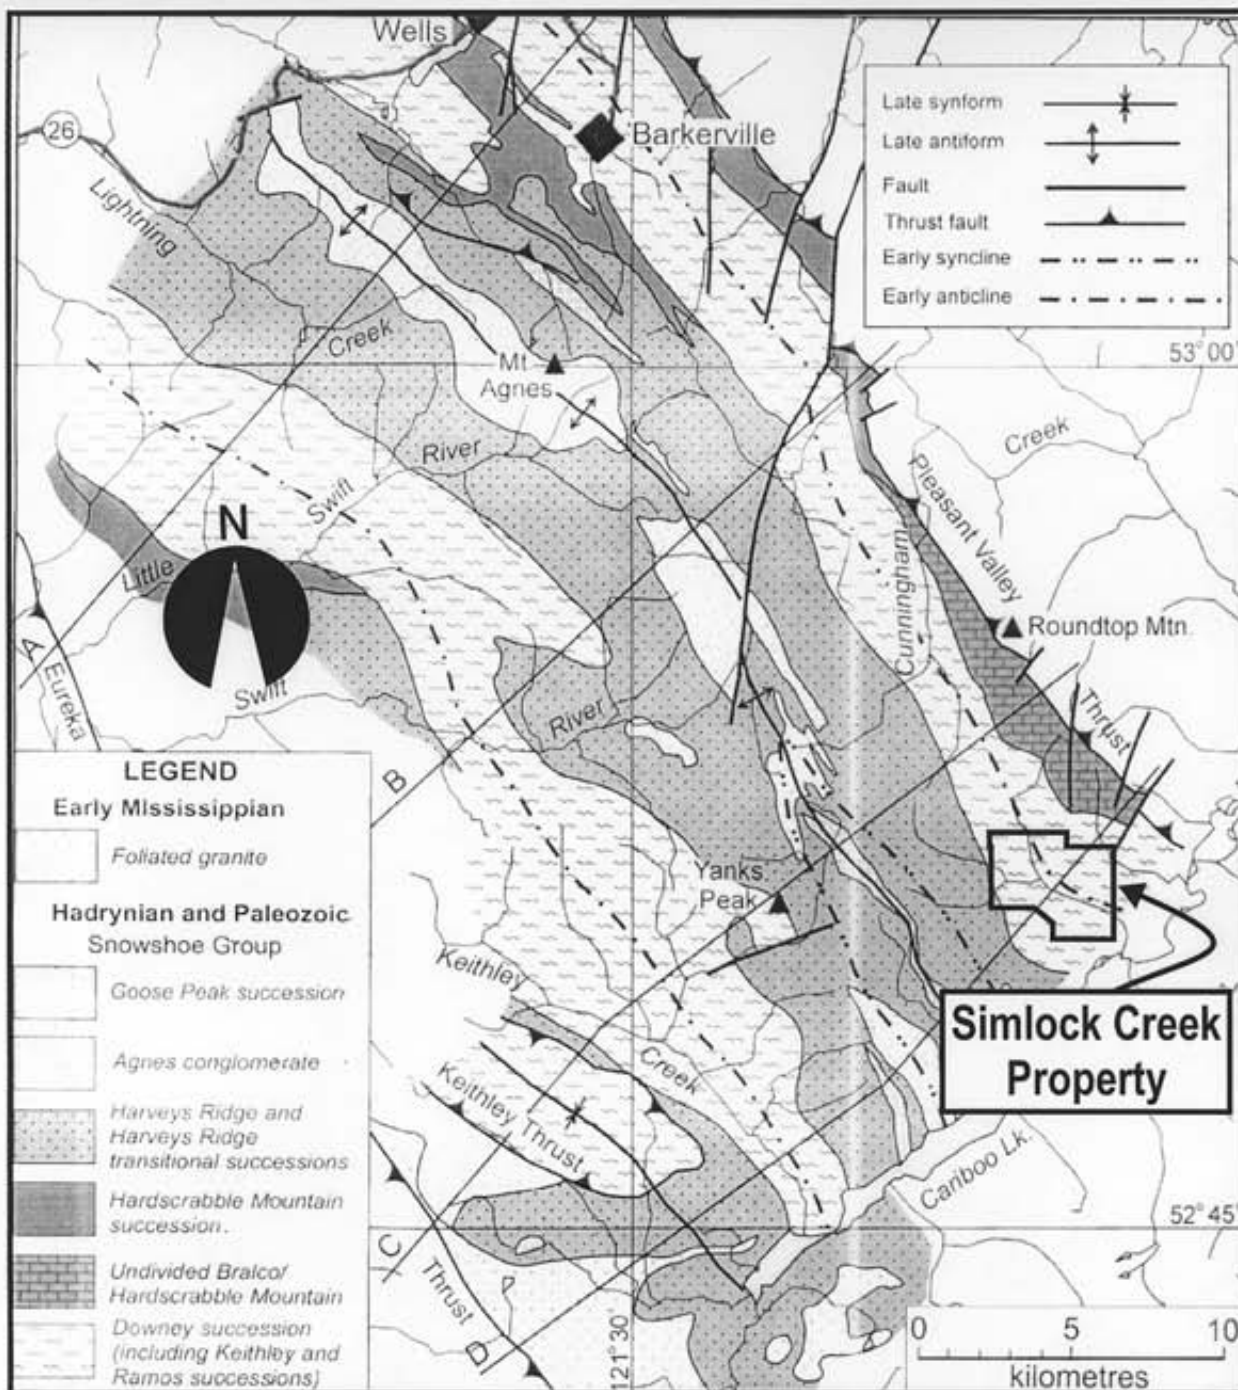 Wells
26
Barkerville
Lightning
Creek
Mt
Agnes
River
Swift
N
Little
Swift
River
A
Eureka
B
Late synform
Late antiform
Fault
Thrust fault
Early syncline
Early anticline
53° 00'
Creek
Pleasant Valley
Cunningham
Roundtop Mtn.
Thrust
Yanks
Peak
Keithley
Creek
Keithley Thrust
Simlock Creek
Property
Cariboo Lk.
52° 45'
C
Thrust
D
121° 30'
LEGEND
Early MIssissippian
Foliated granite
Hadrynian and Paleozoic
Snowshoe Group
Goose Peak succession
Agnes conglomerate
Harveys Ridge and
Harveys Ridge
transitional successions
Hardscrabble Mountain
succession.
Undivided Bralco/
Hardscrabble Mountain
Downey succession
(including Keithley and
Ramos successions)
0 5 10
kilometres